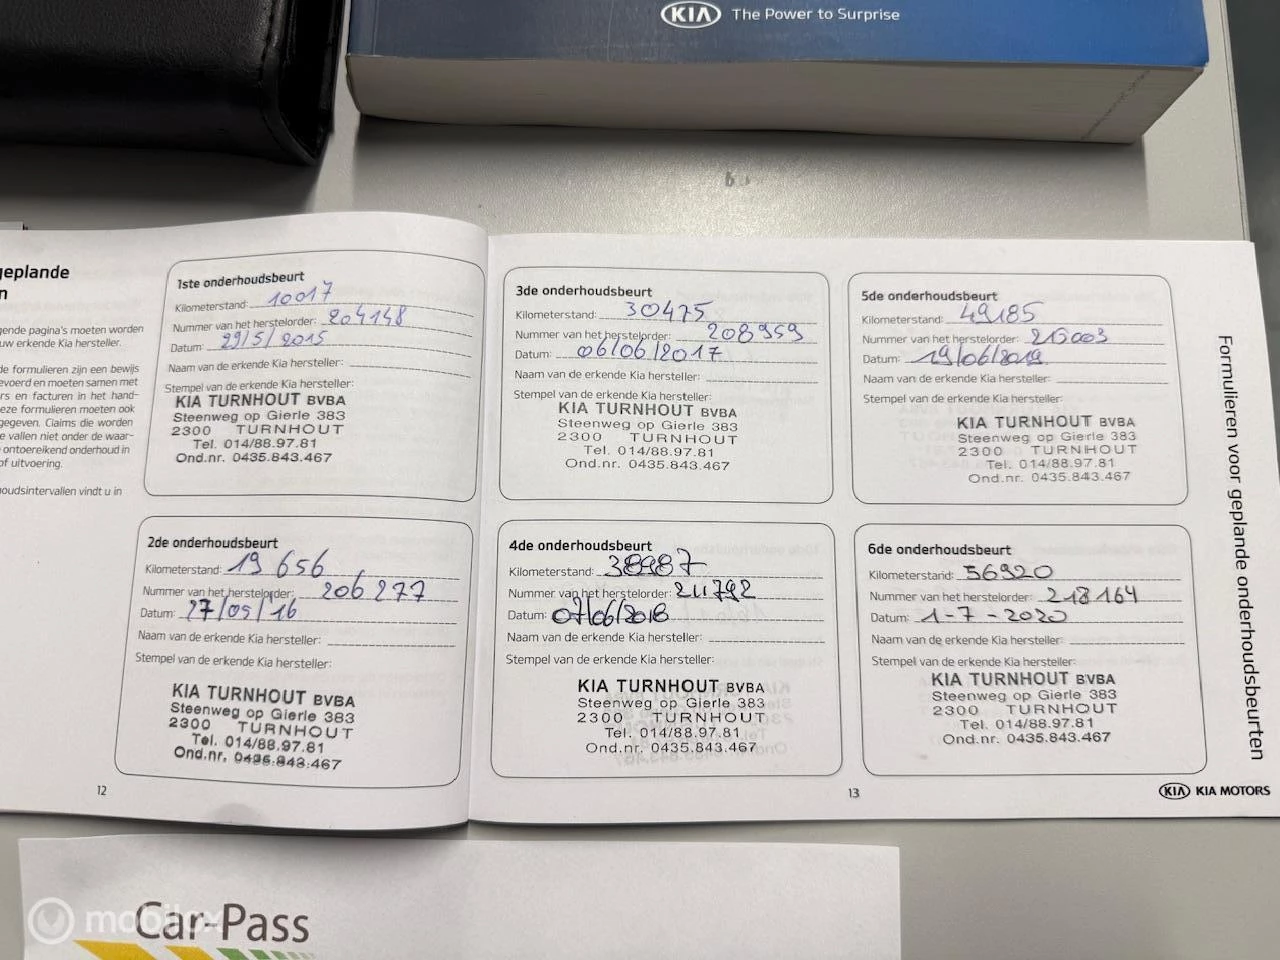 KIA The Power to Surprise
geplande
n
gende pagina's moeten worden
uw erkende Kia hersteller.
de formulieren zijn een bewijs
evoerd en moeten samen met
rs en facturen in het hand-
eze formulieren moeten ook
gegeven. Claims die worden
e vallen niet onder de waar-
ontoereikend onderhoud in
of uitvoering.
oudsintervallen vindt u in
1ste onderhoudsbeurt
Kilometerstand: 10017
Nummer van het herstelorder: 204148
Datum: 29/5/2015
Naam van de erkende Kia hersteller:
Stempel van de erkende Kia hersteller:
KIA TURNHOUT BVBA
Steenweg op Gierle 383
2300 TURNHOUT
Tel. 014/88.97.81
Ond.nr. 0435.843.467
2de onderhoudsbeurt
Kilometerstand: 19 656
Nummer van het herstelorder: 206277
Datum: 27/05/16
Naam van de erkende Kia hersteller:
Stempel van de erkende Kia hersteller:
KIA TURNHOUT BVBA
Steenweg op Gierle 383
2300 TURNHOUT
Tel. 014/88.97.81
Ond.nr. 0435.843.467
12
3de onderhoudsbeurt
Kilometerstand: 30475
Nummer van het herstelorder: 208959
Datum: 06/06/2017
Naam van de erkende Kia hersteller:
Stempel van de erkende Kia hersteller:
KIA TURNHOUT BVBA
Steenweg op Gierle 383
2300 TURNHOUT
Tel. 014/88.97.81
Ond.nr. 0435.843.467
4de onderhoudsbeurt
Kilometerstand: 38987
Nummer van het herstelorder: 211792
Datum: 07/06/2018
Naam van de erkende Kia hersteller:
Stempel van de erkende Kia hersteller:
KIA TURNHOUT BVBA
Steenweg op Gierle 383
2300 TURNHOUT
Tel. 014/88.97.81
Ond.nr. 0435.843.467
5de onderhoudsbeurt
Kilometerstand: 49185
Nummer van het herstelorder: 215003
Datum: 19/06/2019
Naam van de erkende Kia hersteller:
Stempel van de erkende Kia hersteller:
KIA TURNHOUT BVBA
Steenweg op Gierle 383
2300 TURNHOUT
Tel. 014/88.97.81
Ond.nr. 0435.843.467
6de onderhoudsbeurt
Kilometerstand: 56920
Nummer van het herstelorder: 218164
Datum: 1-7-2020
Naam van de erkende Kia hersteller:
Stempel van de erkende Kia hersteller:
KIA TURNHOUT BVBA
Steenweg op Gierle 383
2300 TURNHOUT
Tel. 014/88.97.81
Ond.nr. 0435.843.467
13
Formulieren voor geplande onderhoudsbeurten
KIA KIA MOTORS
Car-Pass
mobilox